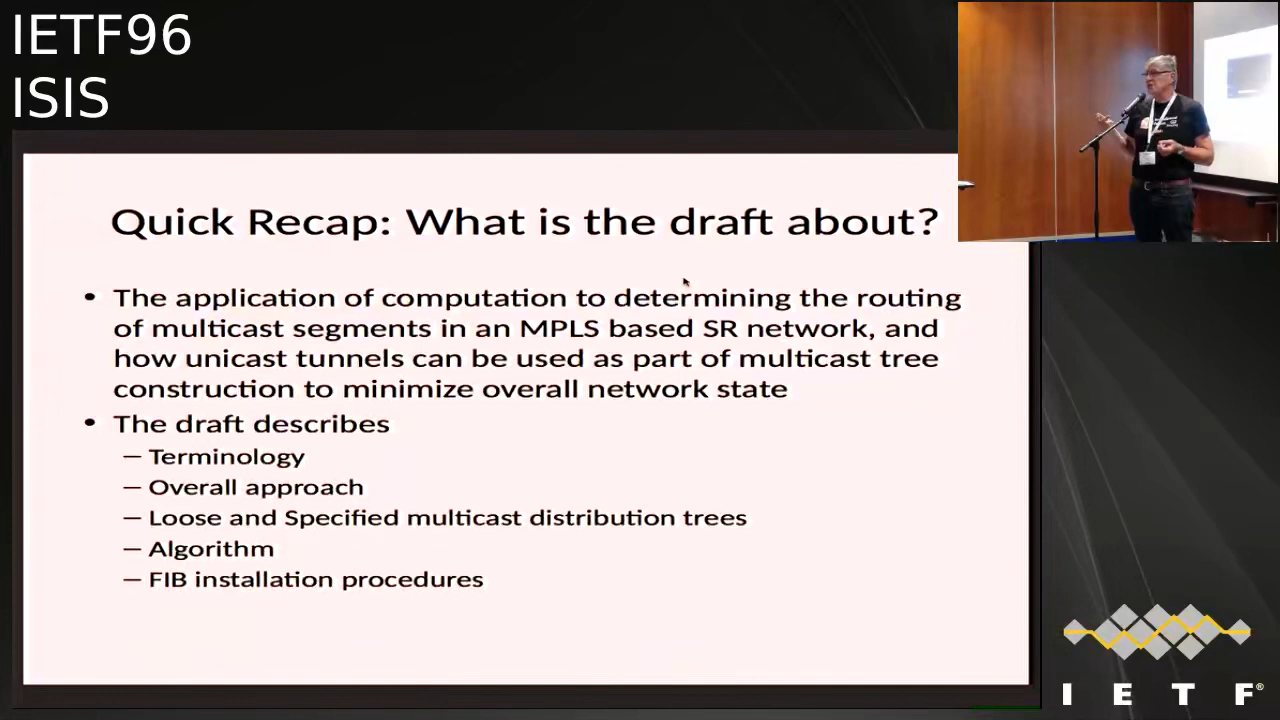 IETF96
ISIS
Quick Recap: What is the draft about?
• The application of computation to determining the routing
of multicast segments in an MPLS based SR network, and
how unicast tunnels can be used as part of multicast tree
construction to minimize overall network state
• The draft describes
– Terminology
– Overall approach
– Loose and Specified multicast distribution trees
– Algorithm
– FIB installation procedures
I E T F®